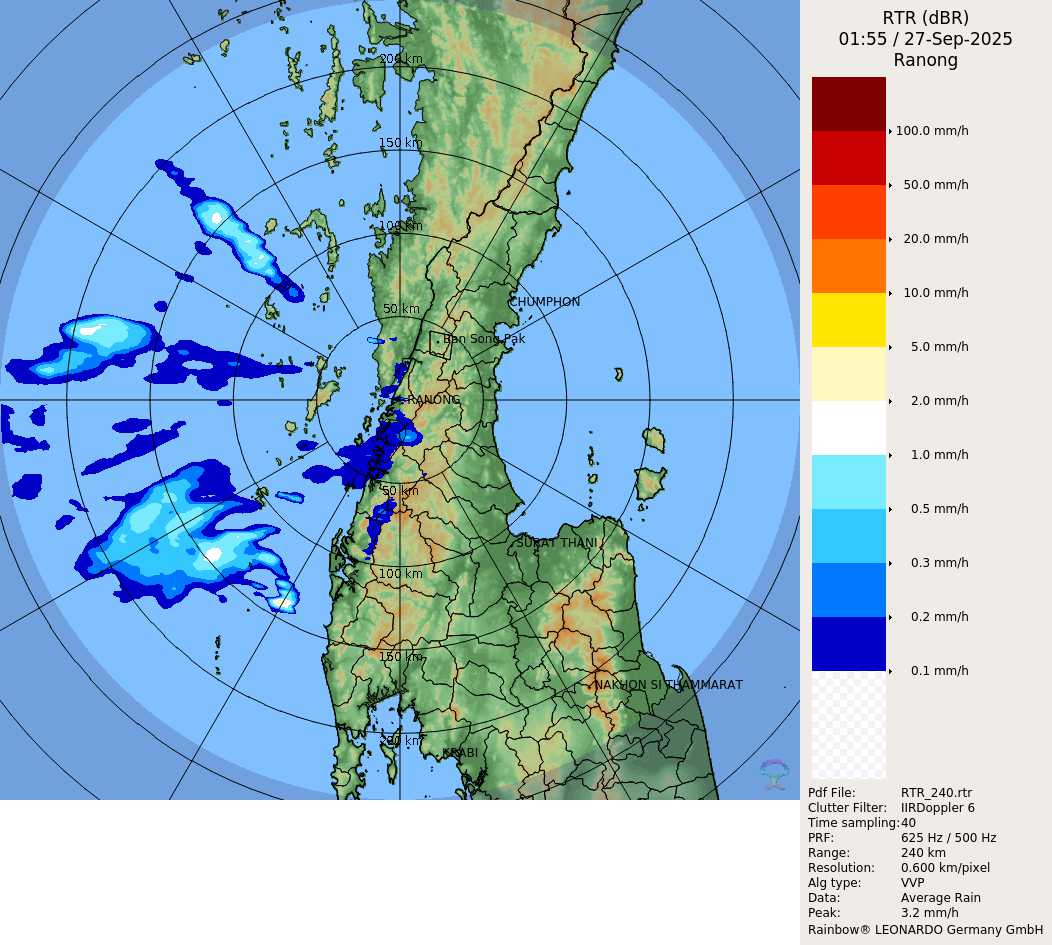 RTR (dBR)
01:55 / 27-Sep-2025
Ranong
200 km
150 km
100 km
50 km
CHUMPHON
Ban Song Pak
RANONG
50 km
SURAT THANI
100 km
150 km
NAKHON SI THAMMARAT
200 km
KRABI
100.0 mm/h
50.0 mm/h
20.0 mm/h
10.0 mm/h
5.0 mm/h
2.0 mm/h
1.0 mm/h
0.5 mm/h
0.3 mm/h
0.2 mm/h
0.1 mm/h
Pdf File: RTR_240.rtr
Clutter Filter: IIRDoppler 6
Time sampling:40
PRF: 625 Hz / 500 Hz
Range: 240 km
Resolution: 0.600 km/pixel
Alg type: VVP
Data: Average Rain
Peak: 3.2 mm/h
Rainbow® LEONARDO Germany GmbH